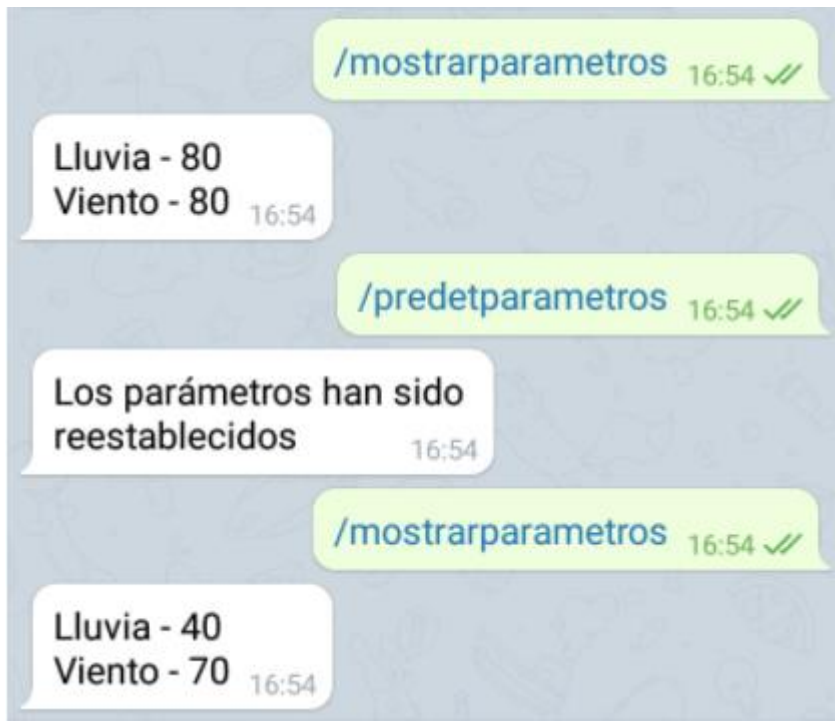 /mostrarparametros 16:54
Lluvia - 80
Viento - 80 16:54
/predetparametros 16:54
Los parámetros han sido
reestablecidos 16:54
/mostrarparametros 16:54
Lluvia - 40
Viento - 70 16:54